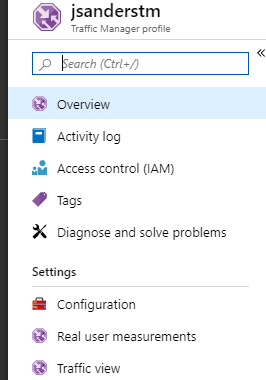 jsanderstm
Traffic Manager profile
Search (Ctrl+/)
Overview
Activity log
Access control (IAM)
Tags
Diagnose and solve problems
Settings
Configuration
Real user measurements
Traffic view